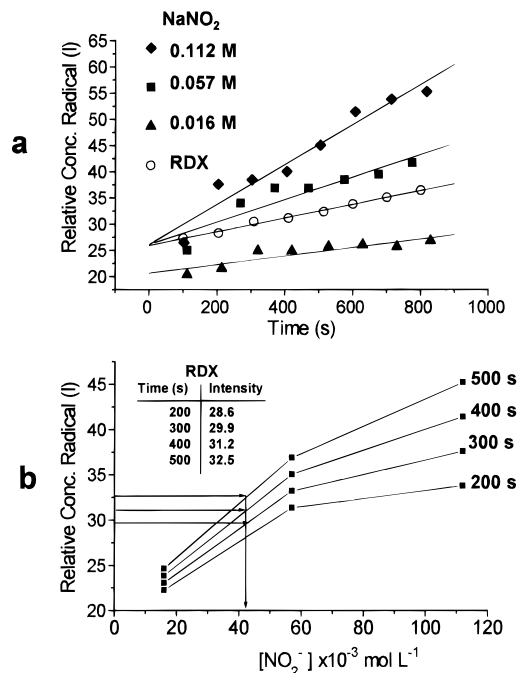 a
NaNO₂
0.112 M
0.057 M
0.016 M
RDX
Relative Conc. Radical (I)
65
60
55
50
45
40
35
30
25
20
0 200 400 600 800 1000
Time (s)
b
RDX
Time (s) Intensity
200 28.6
300 29.9
400 31.2
500 32.5
500 s
400 s
300 s
200 s
Relative Conc. Radical (I)
45
40
35
30
25
20
0 20 40 60 80 100 120
[NO₂⁻] x10⁻³ mol L⁻¹